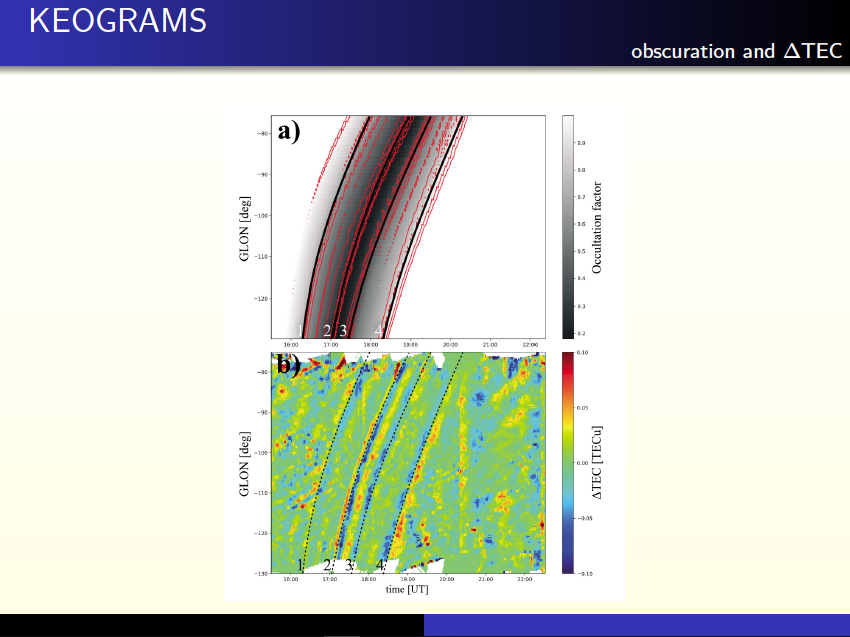 KEOGRAMS
obscuration and ΔTEC
a)
GLON [deg]
−80
−90
−100
−110
−120
1 2 3 4
16:00 17:00 18:00 19:00 20:00 21:00 22:00
0.9
0.8
0.7
0.6
0.5
0.4
0.3
0.2
Occultation factor
b)
GLON [deg]
−80
−90
−100
−110
−120
−130
1 2 3 4
16:00 17:00 18:00 19:00 20:00 21:00 22:00
time [UT]
0.10
0.05
0.00
−0.05
−0.10
ΔTEC [TECu]